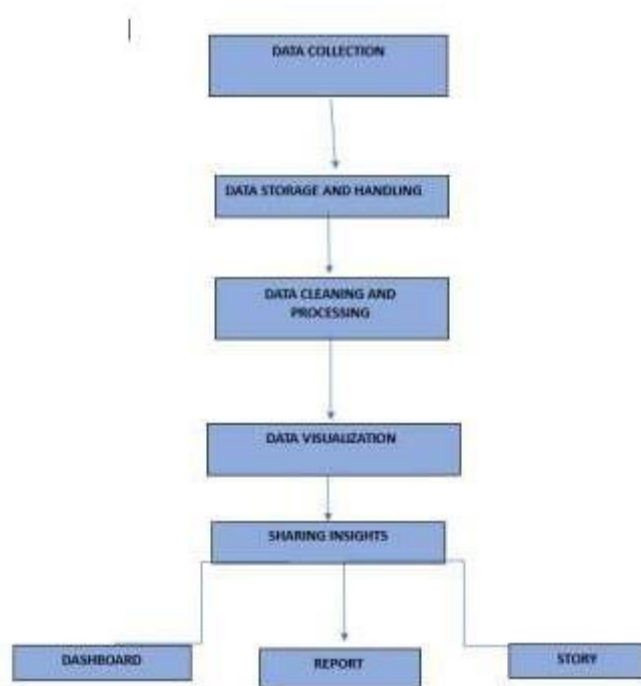 DATA COLLECTION
DATA STORAGE AND HANDLING
DATA CLEANING AND
PROCESSING
DATA VISUALIZATION
SHARING INSIGHTS
DASHBOARD
REPORT
STORY